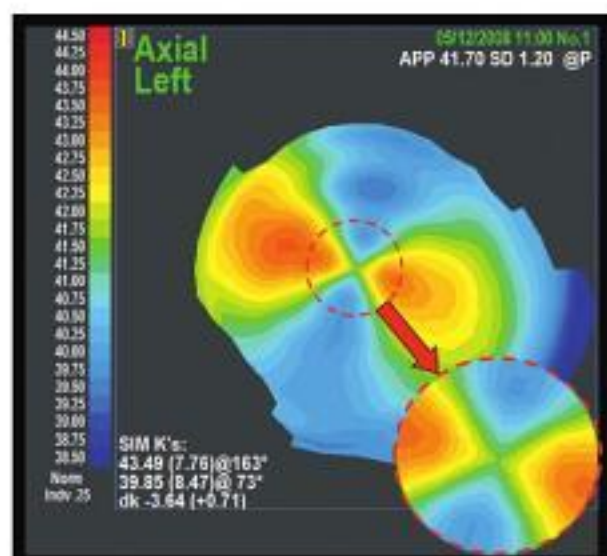 1 Axial
Left
05/12/2008 11:00 No.1
APP 41.70 SD 1.20 @P
44.50
44.25
44.00
43.75
43.50
43.25
43.00
42.75
42.50
42.25
42.00
41.75
41.50
41.25
41.00
40.75
40.50
40.25
40.00
39.75
39.50
39.25
39.00
38.75
38.50
Norm
Indv .25
SIM K's:
43.49 (7.76)@163°
39.85 (8.47)@ 73°
dk -3.64 (+0.71)